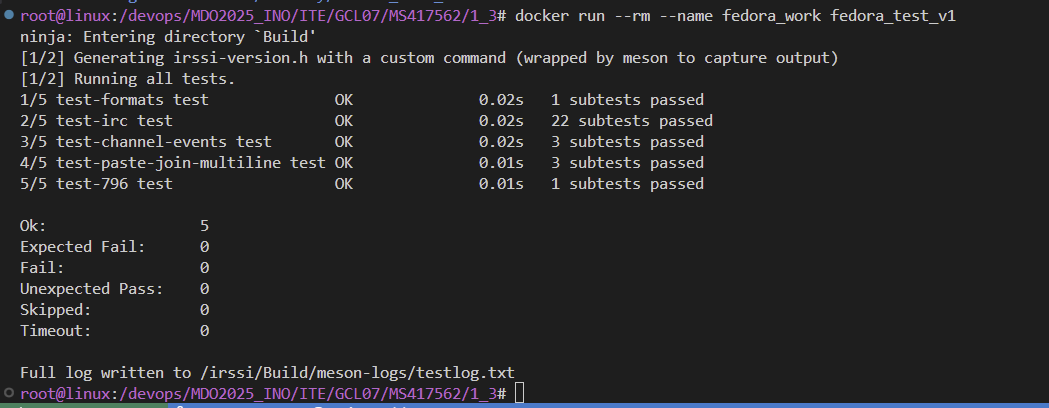 root@linux:/devops/MDO2025_INO/ITE/GCL07/MS417562/1_3# docker run --rm --name fedora_work fedora_test_v1
ninja: Entering directory `Build'
[1/2] Generating irssi-version.h with a custom command (wrapped by meson to capture output)
[1/2] Running all tests.
1/5 test-formats test               OK              0.02s   1 subtests passed
2/5 test-irc test                   OK              0.02s   22 subtests passed
3/5 test-channel-events test        OK              0.02s   3 subtests passed
4/5 test-paste-join-multiline test OK              0.01s   3 subtests passed
5/5 test-796 test                   OK              0.01s   1 subtests passed
Ok:                 5
Expected Fail:      0
Fail:               0
Unexpected Pass:    0
Skipped:            0
Timeout:            0
Full log written to /irssi/Build/meson-logs/testlog.txt
root@linux:/devops/MDO2025_INO/ITE/GCL07/MS417562/1_3#